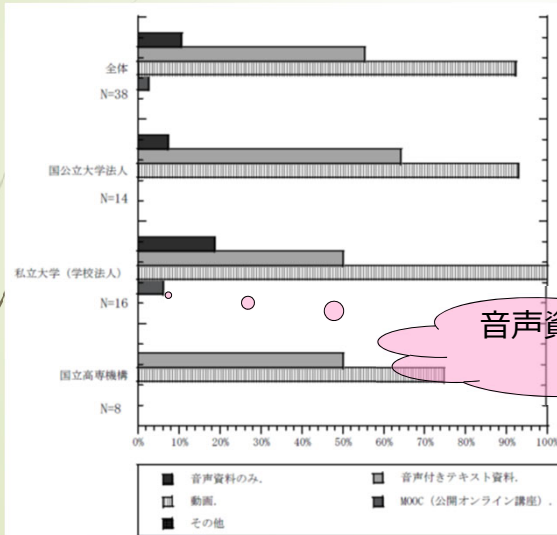 全体
N=38
国公立大学法人
N=14
私立大学（学校法人）
N=16
国立高専機構
N=8
音声資
0% 10% 20% 30% 40% 50% 60% 70% 80% 90% 100%
音声資料のみ. 音声付きテキスト資料.
動画. MOOC（公開オンライン講座）.
その他